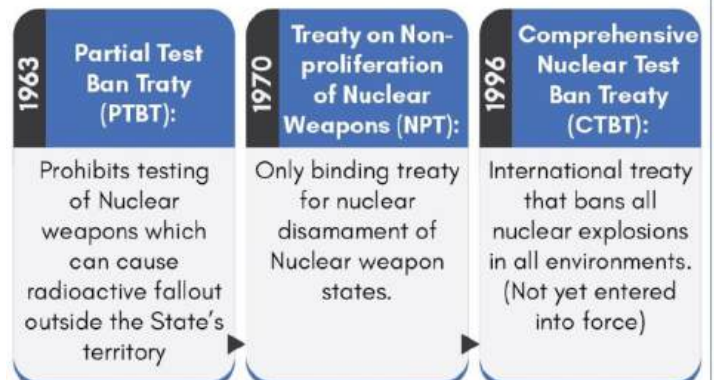 1963
Partial Test
Ban Traty
(PTBT):
Prohibits testing
of Nuclear
weapons which
can cause
radioactive fallout
outside the State's
territory
1970
Treaty on Non-
proliferation
of Nuclear
Weapons (NPT):
Only binding treaty
for nuclear
disamament of
Nuclear weapon
states.
1996
Comprehensive
Nuclear Test
Ban Treaty
(CTBT):
International treaty
that bans all
nuclear explosions
in all environments.
(Not yet entered
into force)